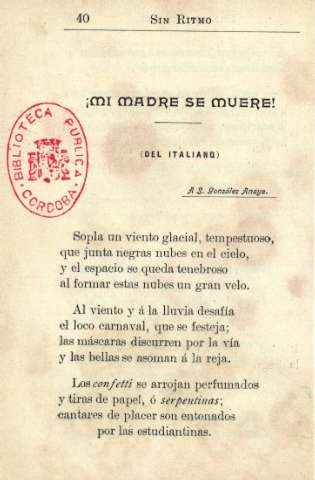 40 SIN RITMO
¡MI MADRE SE MUERE!
(DEL ITALIANO)
BIBLIOTECA PUBLICA
CORDOBA
A S. González Anaya.
Sopla un viento glacial, tempestuoso,
que junta negras nubes en el cielo,
y el espacio se queda tenebroso
al formar estas nubes un gran velo.
Al viento y á la lluvia desafía
el loco carnaval, que se festeja;
las máscaras discurren por la vía
y las bellas se asoman á la reja.
Los confetti se arrojan perfumados
y tiras de papel, ó serpentinas;
cantares de placer son entonados
por las estudiantinas.